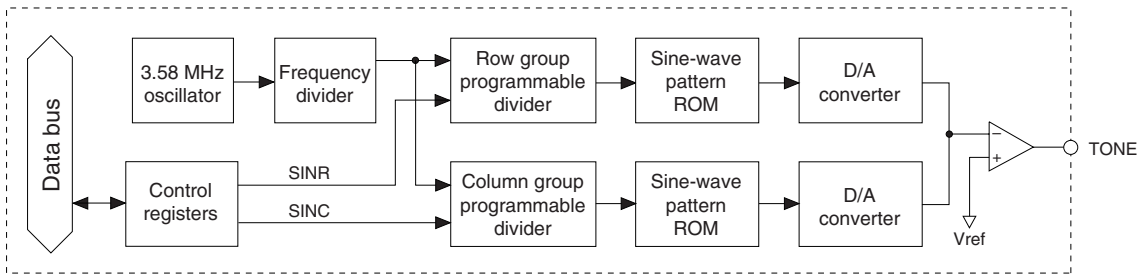 Data bus
3.58 MHz
oscillator
Frequency
divider
Row group
programmable
divider
Sine-wave
pattern
ROM
D/A
converter
Control
registers
SINR
SINC
Column group
programmable
divider
Sine-wave
pattern
ROM
D/A
converter
−
+
Vref
TONE